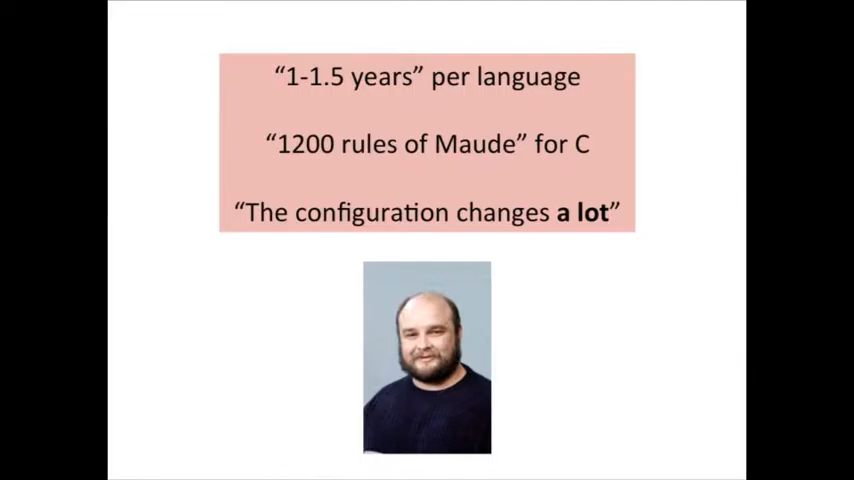 “1-1.5 years” per language
“1200 rules of Maude” for C
“The configuration changes a lot”